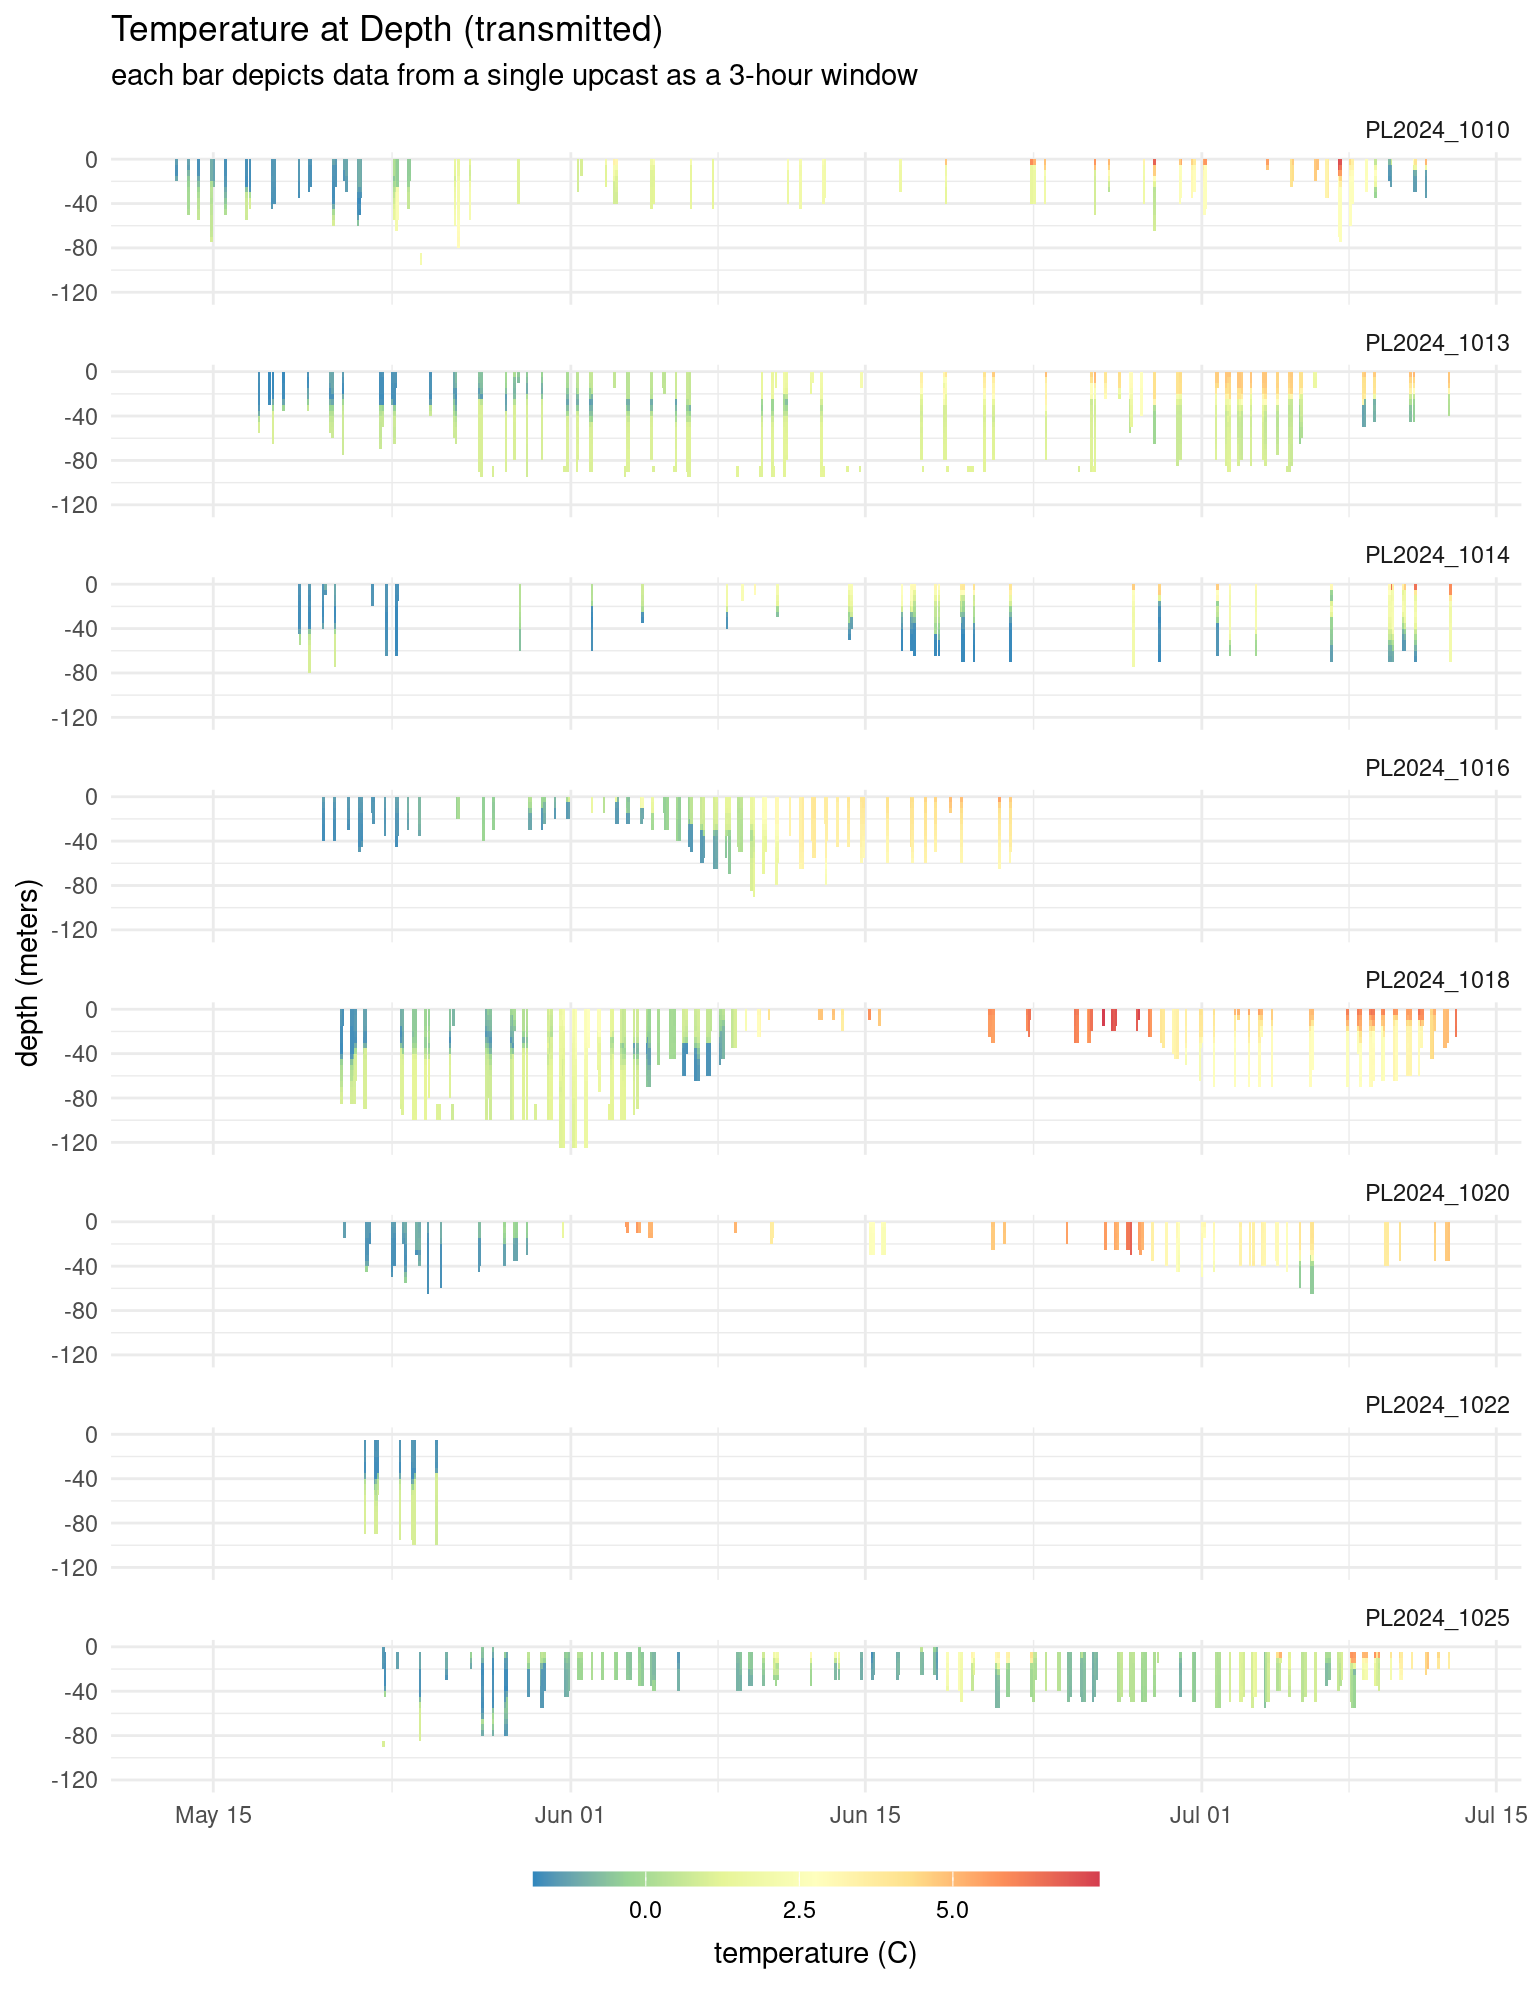 Temperature at Depth (transmitted)
each bar depicts data from a single upcast as a 3-hour window
PL2024_1010
0
-40
-80
-120
PL2024_1013
0
-40
-80
-120
PL2024_1014
0
-40
-80
-120
PL2024_1016
0
-40
-80
-120
depth (meters)
PL2024_1018
0
-40
-80
-120
PL2024_1020
0
-40
-80
-120
PL2024_1022
0
-40
-80
-120
PL2024_1025
0
-40
-80
-120
May 15 Jun 01 Jun 15 Jul 01 Jul 15
0.0 2.5 5.0
temperature (C)